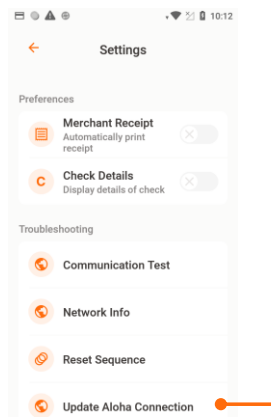 10:12
Settings
Preferences
Merchant Receipt
Automatically print
receipt
C
Check Details
Display details of check
Troubleshooting
Communication Test
Network Info
Reset Sequence
Update Aloha Connection